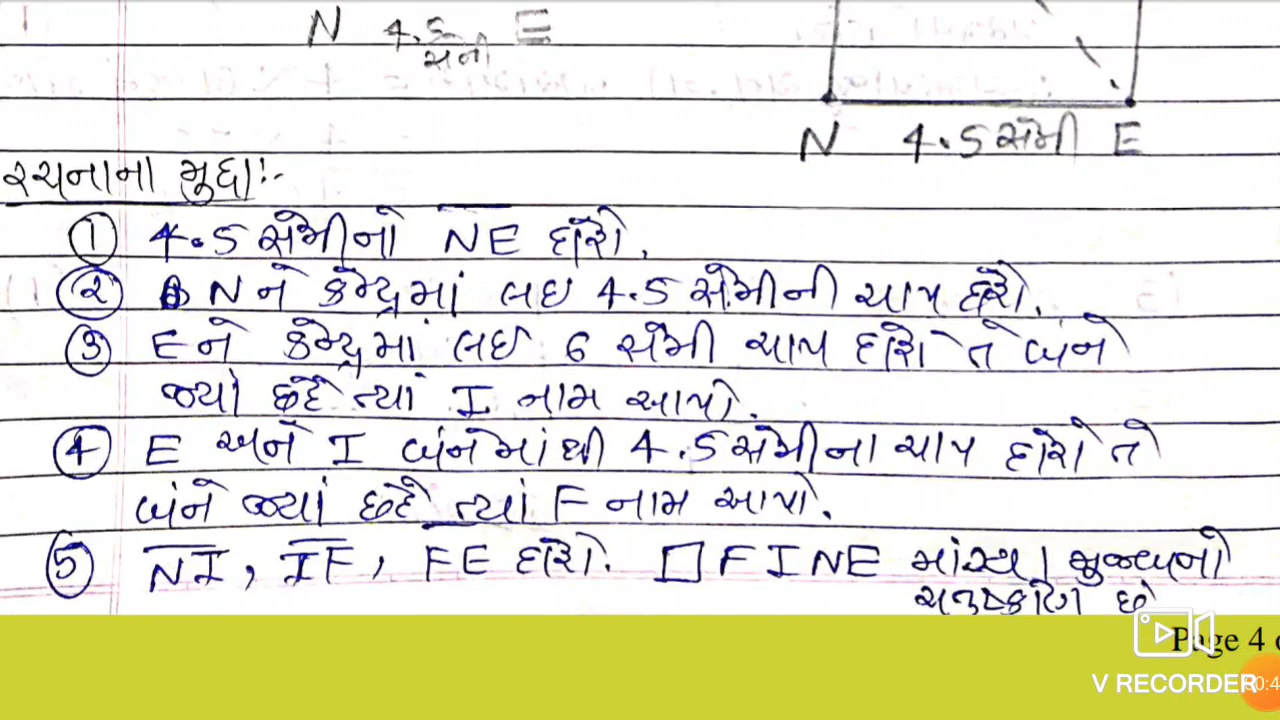 N 4.5 E
સેમી
N 4.5 સેમી E
રચનાના મુદ્દા:-
① 4.5 સેમીનો NE દોરો.
② N ને કેન્દ્રમાં લઇ 4.5 સેમીની ચાપ દોરો.
③ E ને કેન્દ્રમાં લઇ 6 સેમી ચાપ દોરો તે બંને
જ્યાં છેદે ત્યાં I નામ આપો.
④ E અને I બંનેમાંથી 4.5 સેમીના ચાપ દોરો તે
બંને જ્યાં છેદે ત્યાં F નામ આપો.
⑤ NI, IF, FE દોરો. □ FINE માંગ્યા મુજબનો
ચતુષ્કોણ છે
Page 4
V RECORDER